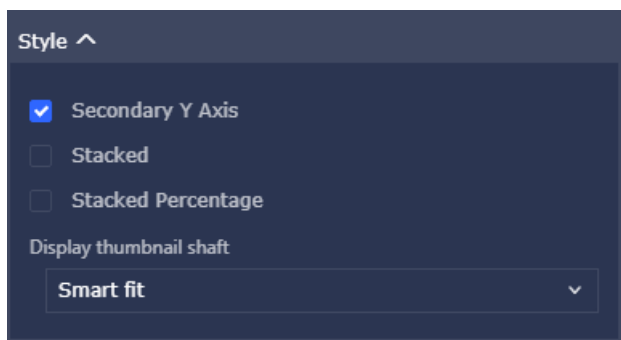 Style
Secondary Y Axis
Stacked
Stacked Percentage
Display thumbnail shaft
Smart fit